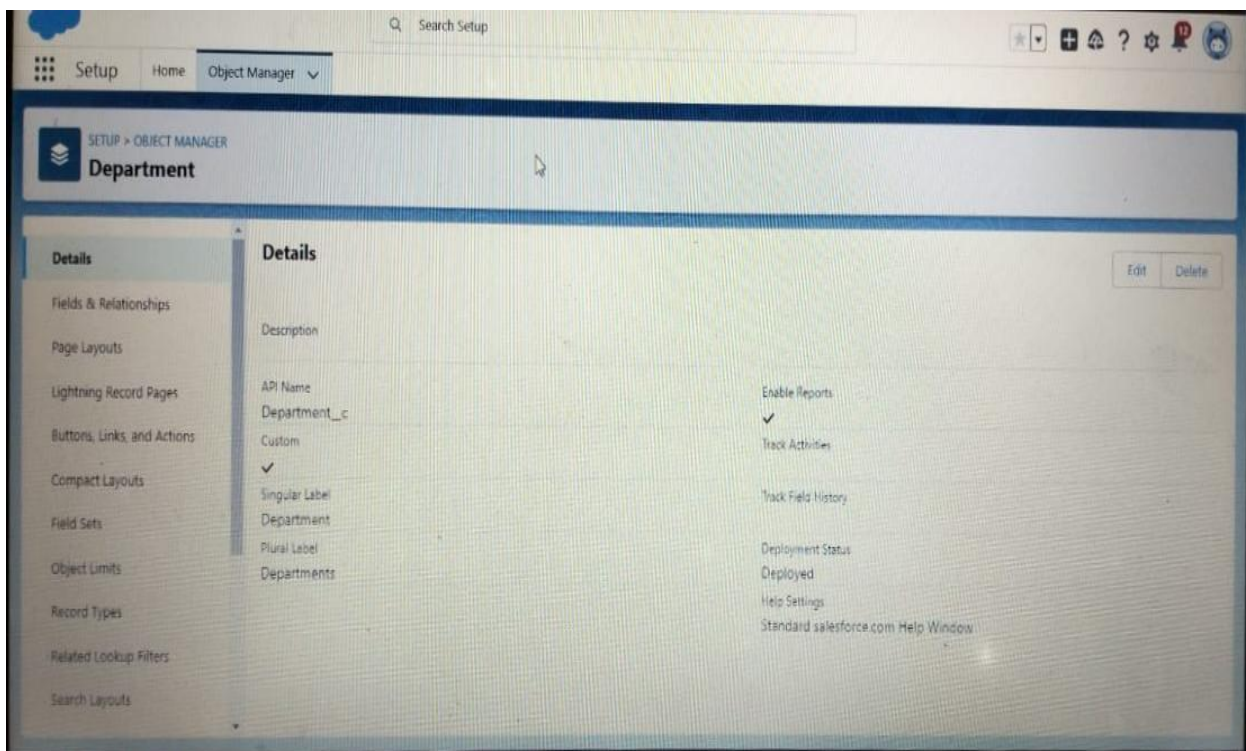 Search Setup
12
Setup
Home
Object Manager
SETUP > OBJECT MANAGER
Department
Details
Fields & Relationships
Page Layouts
Lightning Record Pages
Buttons, Links, and Actions
Compact Layouts
Field Sets
Object Limits
Record Types
Related Lookup Filters
Search Layouts
Details
Edit
Delete
Description
API Name
Department__c
Custom
Singular Label
Department
Plural Label
Departments
Enable Reports
Track Activities
Track Field History
Deployment Status
Deployed
Help Settings
Standard salesforce.com Help Window